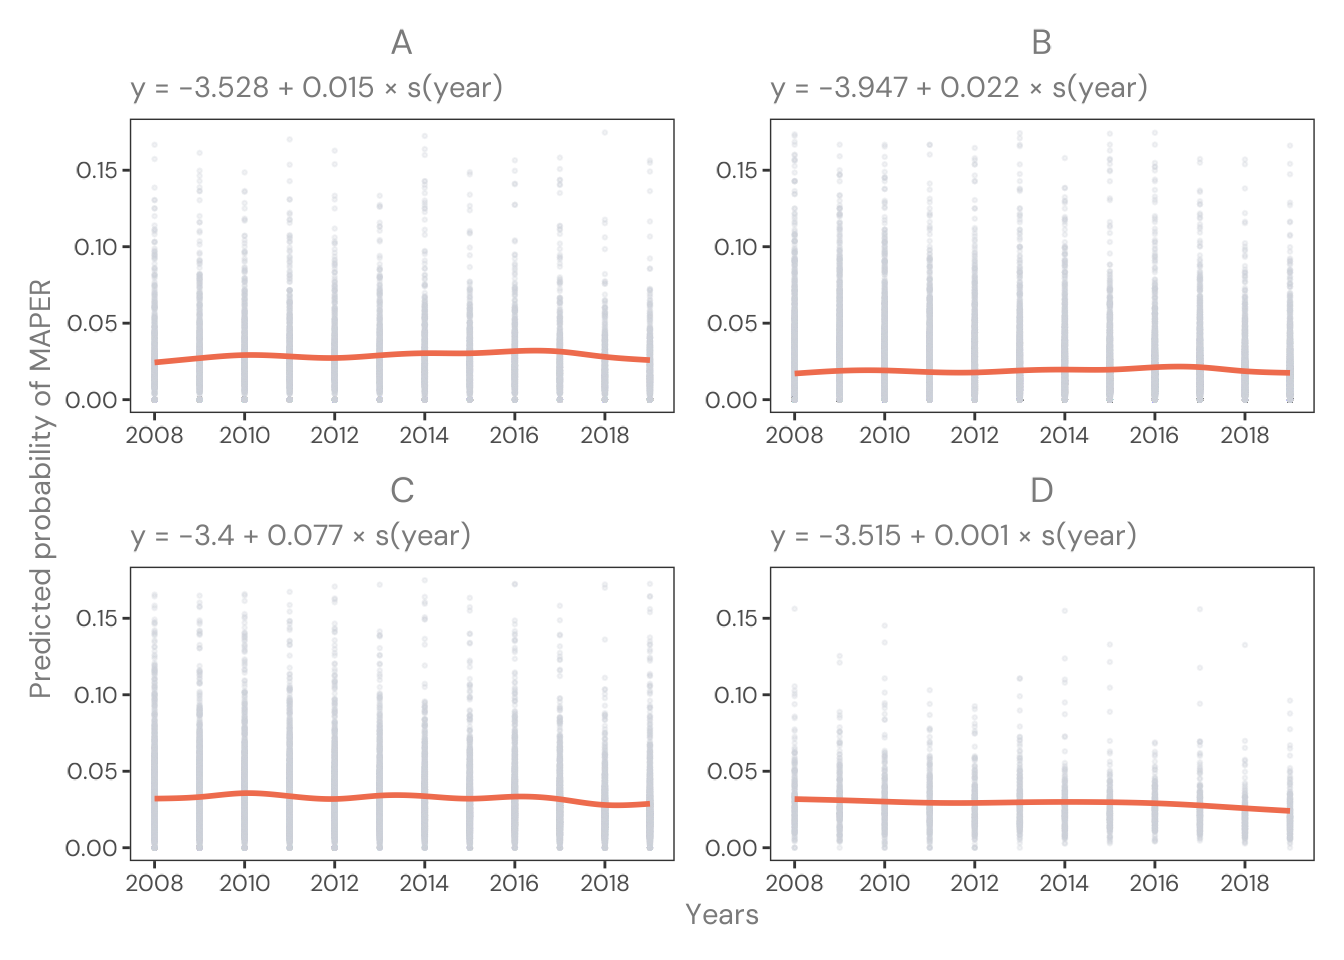 A
y = −3.528 + 0.015 × s(year)
0.15
0.10
0.05
0.00
2008 2010 2012 2014 2016 2018
B
y = −3.947 + 0.022 × s(year)
0.15
0.10
0.05
0.00
2008 2010 2012 2014 2016 2018
Predicted probability of MAPER
C
y = −3.4 + 0.077 × s(year)
0.15
0.10
0.05
0.00
2008 2010 2012 2014 2016 2018
D
y = −3.515 + 0.001 × s(year)
0.15
0.10
0.05
0.00
2008 2010 2012 2014 2016 2018
Years